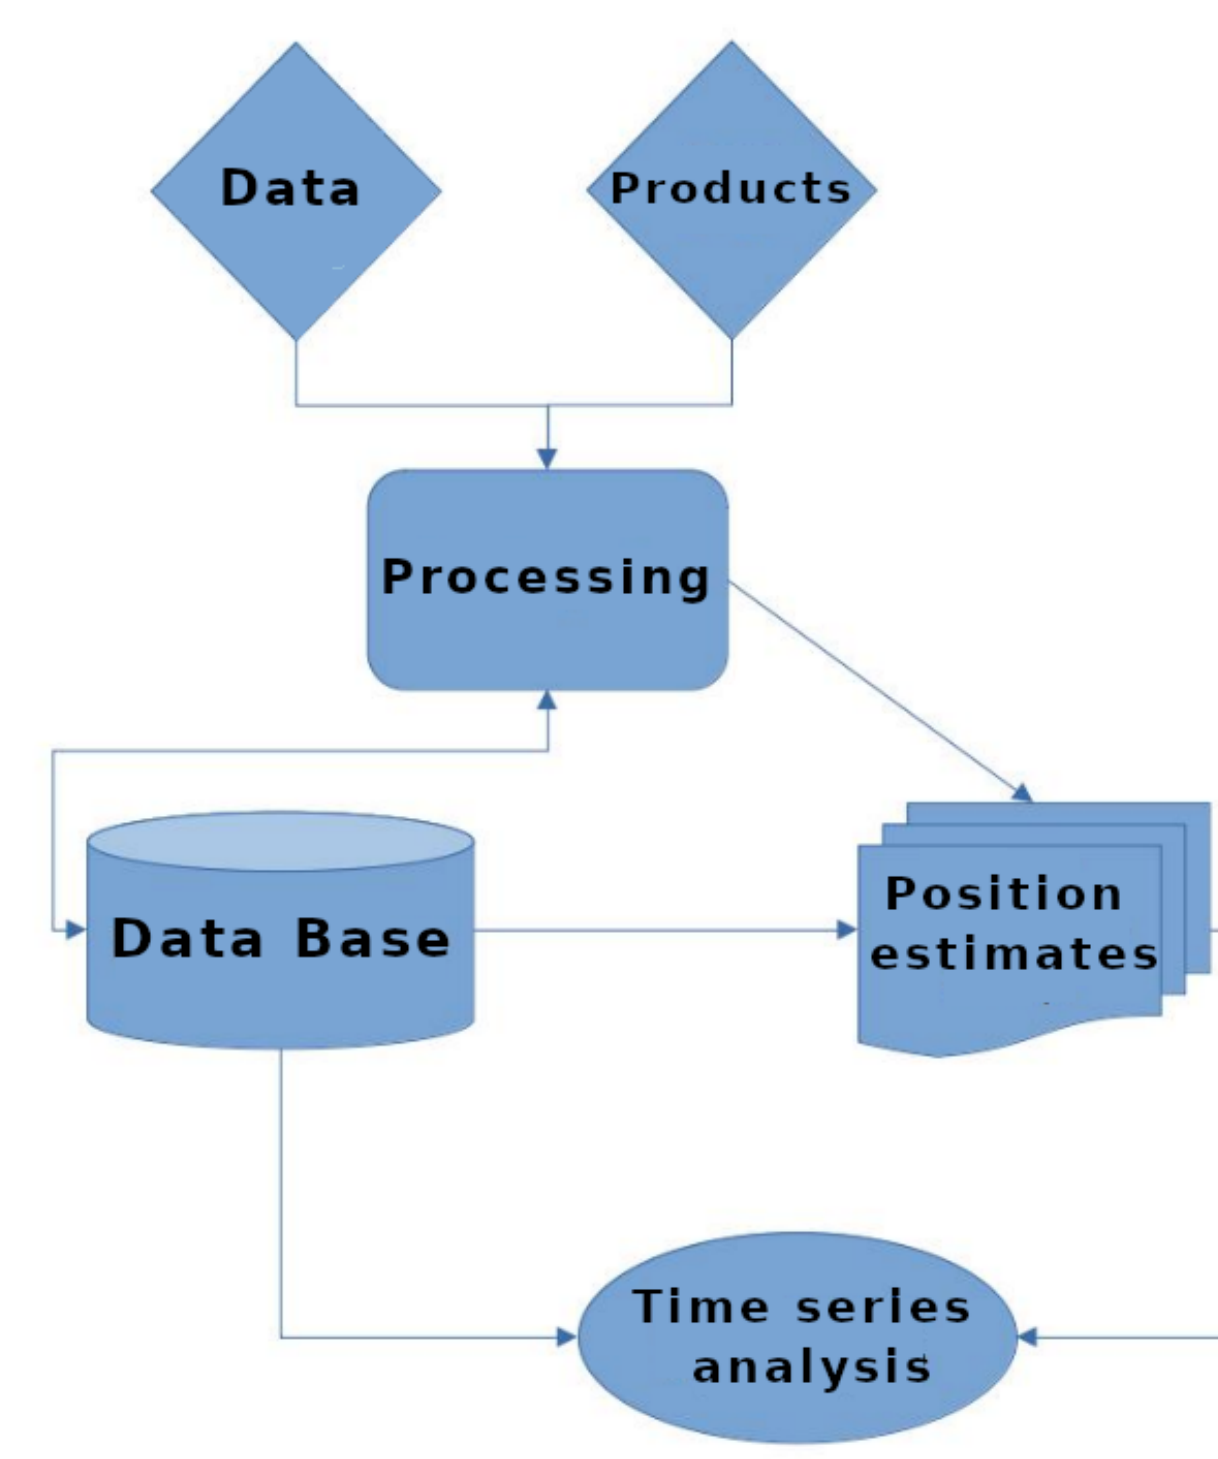 Data
Products
Processing
Data Base
Position
estimates
Time series
analysis